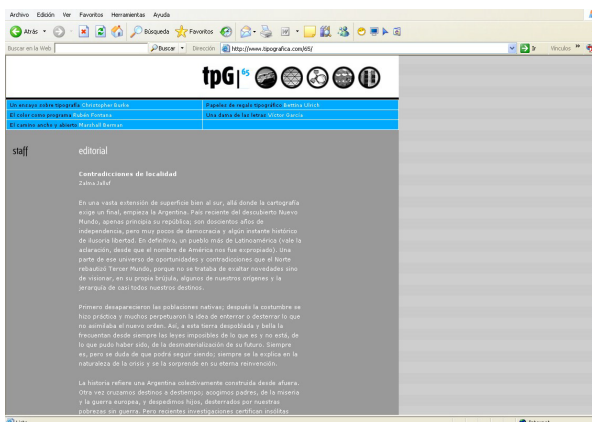 Archivo Edición Ver Favoritos Herramientas Ayuda
Atrás Búsqueda Favoritos
Buscar en la Web Buscar Dirección http://www.tipografica.com/65/ Ir Vínculos
tpG 65
Un ensayo sobre tipografía Christopher Burke
Papeles de regalo tipográfico Bettina Ulrich
El color como programa Rubén Fontana
Una dama de las letras Víctor García
El camino ancho y abierto Marshall Berman
staff
editorial
Contradicciones de localidad
Zalma Jalluf
En una vasta extensión de superficie bien al sur, allá donde la cartografía
exige un final, empieza la Argentina. País reciente del descubierto Nuevo
Mundo, apenas principia su república; son doscientos años de
independencia, pero muy pocos de democracia y algún instante histórico
de ilusoria libertad. En definitiva, un pueblo más de Latinoamérica (vale la
aclaración, desde que el nombre de América nos fue expropiado). Una
parte de ese universo de oportunidades y contradicciones que el Norte
rebautizó Tercer Mundo, porque no se trataba de exaltar novedades sino
de visionar, en su propia brújula, algunos de nuestros orígenes y la
jerarquía de casi todos nuestros destinos.
Primero desaparecieron las poblaciones nativas; después la costumbre se
hizo práctica y muchos perpetuaron la idea de enterrar o desterrar lo que
no asimilaba el nuevo orden. Así, a esta tierra despoblada y bella la
frecuentan desde siempre las leyes imposibles de lo que es y no está, de
lo que pudo haber sido, de la desmaterialización de su futuro. Siempre
es, pero se duda de que podrá seguir siendo; siempre se la explica en la
naturaleza de la crisis y se la sorprende en su eterna reinvención.
La historia refiere una Argentina colectivamente construida desde afuera.
Otra vez cruzamos destinos a destiempo; acogimos padres, de la miseria
y la guerra europea, y despedimos hijos, desterrados por nuestras
pobrezas sin guerra. Pero recientes investigaciones certifican insólitas